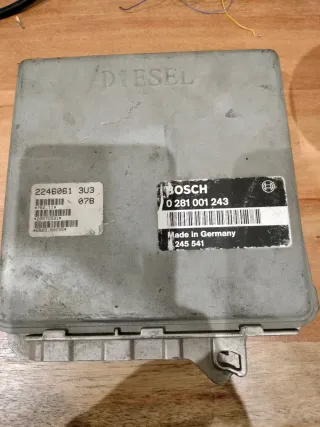 DIESEL
2246061 3U3
07B
BOSCH
0 281 001 243
Made in Germany
245 541